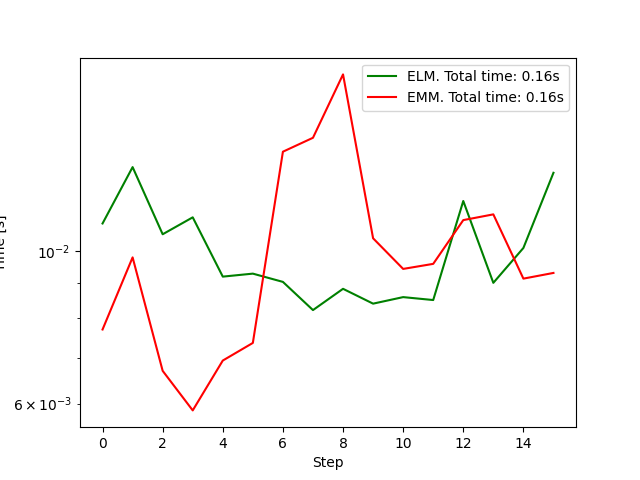 ELM. Total time: 0.16s
EMM. Total time: 0.16s
Time [s]
10⁻²
6 × 10⁻³
0 2 4 6 8 10 12 14
Step